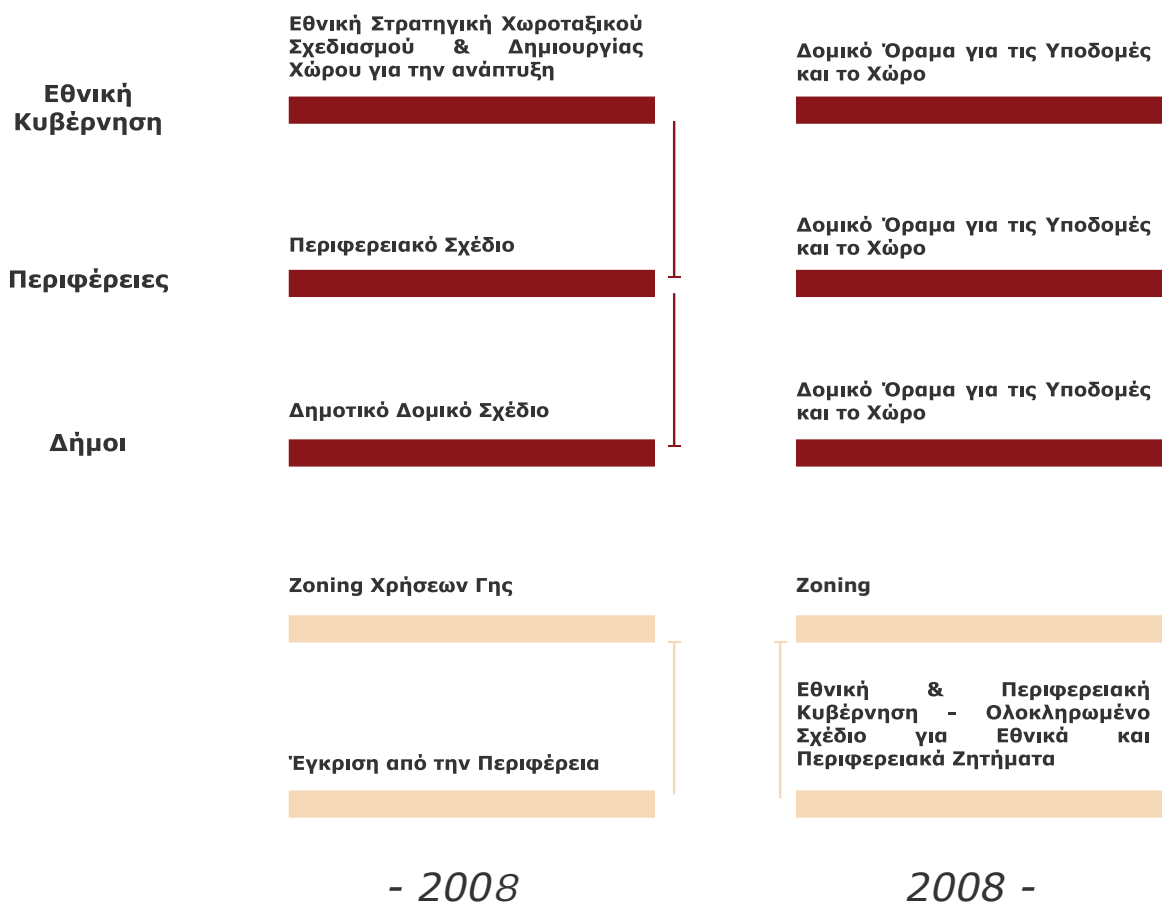 Εθνική Στρατηγική Χωροταξικού
Σχεδιασμού & Δημιουργίας
Χώρου για την ανάπτυξη
Δομικό Όραμα για τις Υποδομές
και το Χώρο
Εθνική
Κυβέρνηση
Περιφερειακό Σχέδιο
Δομικό Όραμα για τις Υποδομές
και το Χώρο
Περιφέρειες
Δημοτικό Δομικό Σχέδιο
Δομικό Όραμα για τις Υποδομές
και το Χώρο
Δήμοι
Zoning Χρήσεων Γης
Zoning
Έγκριση από την Περιφέρεια
Εθνική & Περιφερειακή
Κυβέρνηση – Ολοκληρωμένο
Σχέδιο για Εθνικά και
Περιφερειακά Ζητήματα
- 2008
2008 -